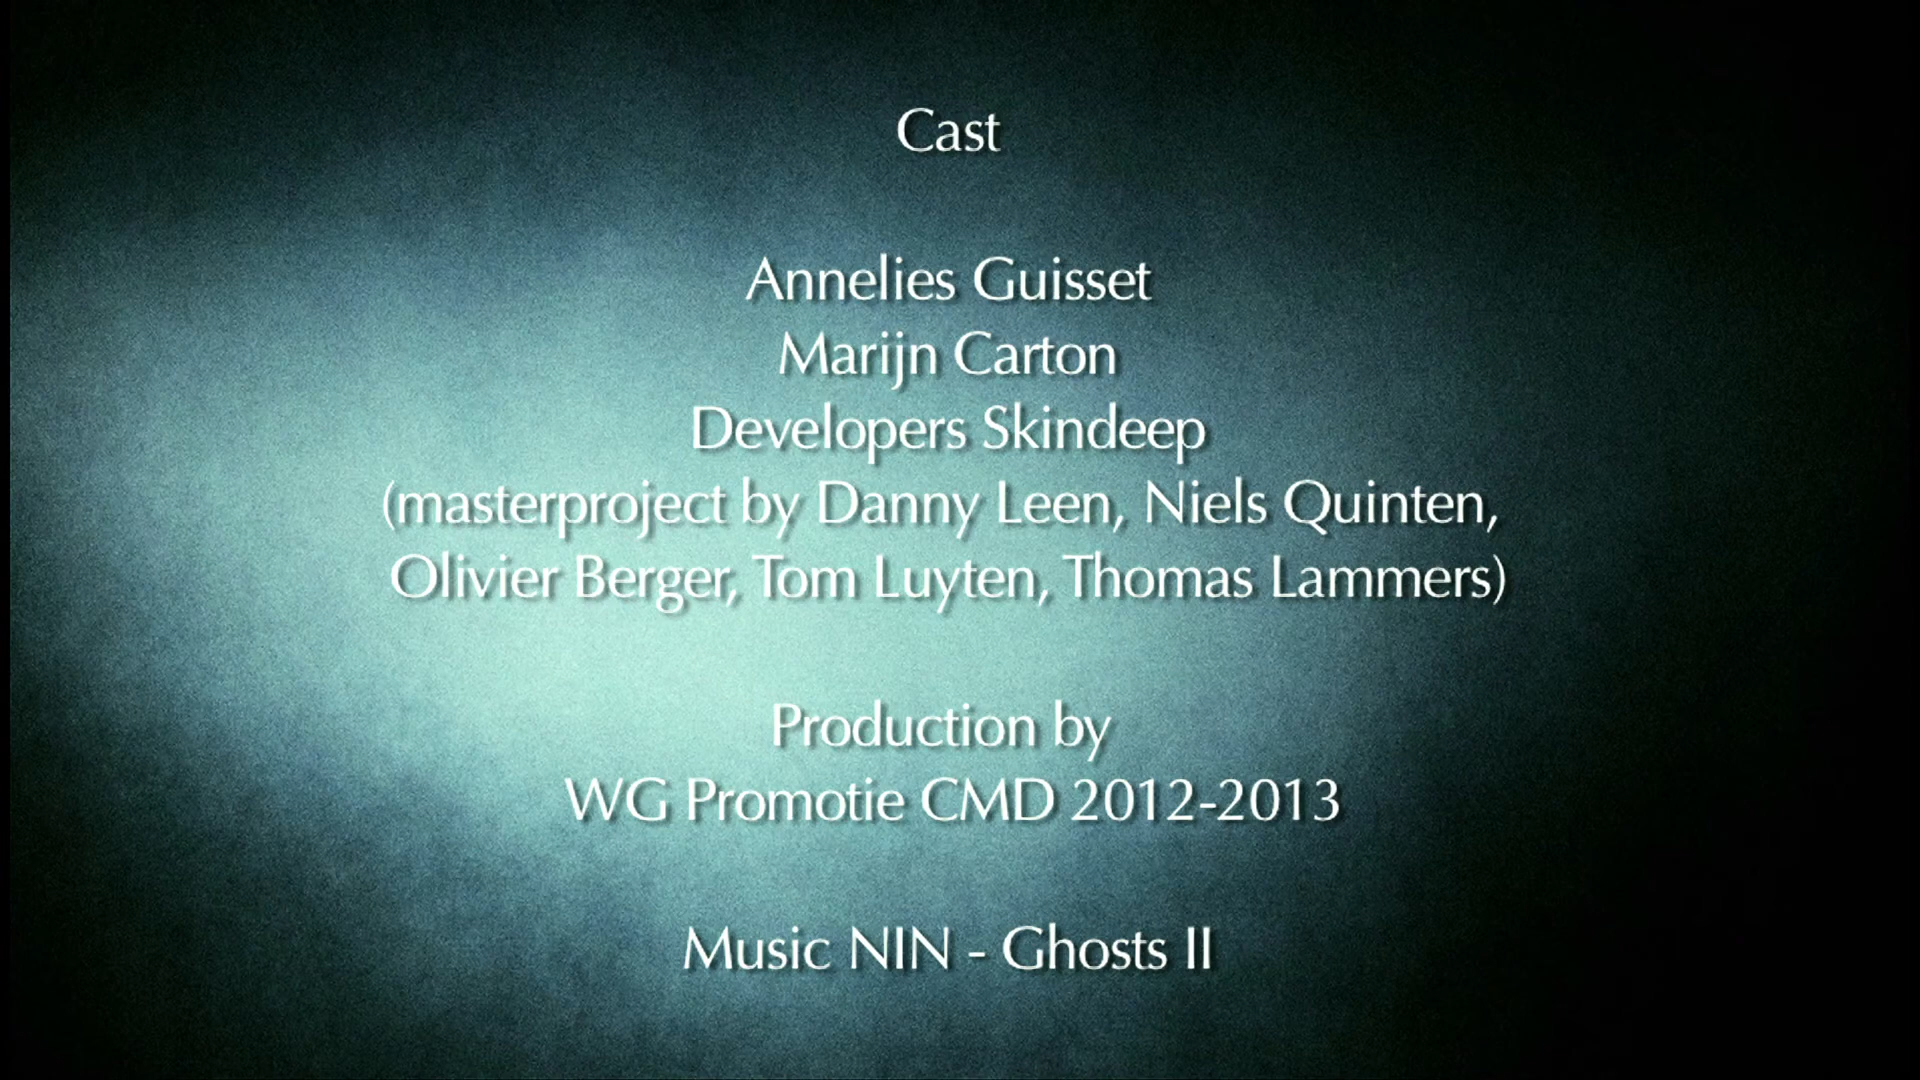 Cast
Annelies Guisset
Marijn Carton
Developers Skindeep
(masterproject by Danny Leen, Niels Quinten,
Olivier Berger, Tom Luyten, Thomas Lammers)
Production by
WG Promotie CMD 2012-2013
Music NIN - Ghosts II